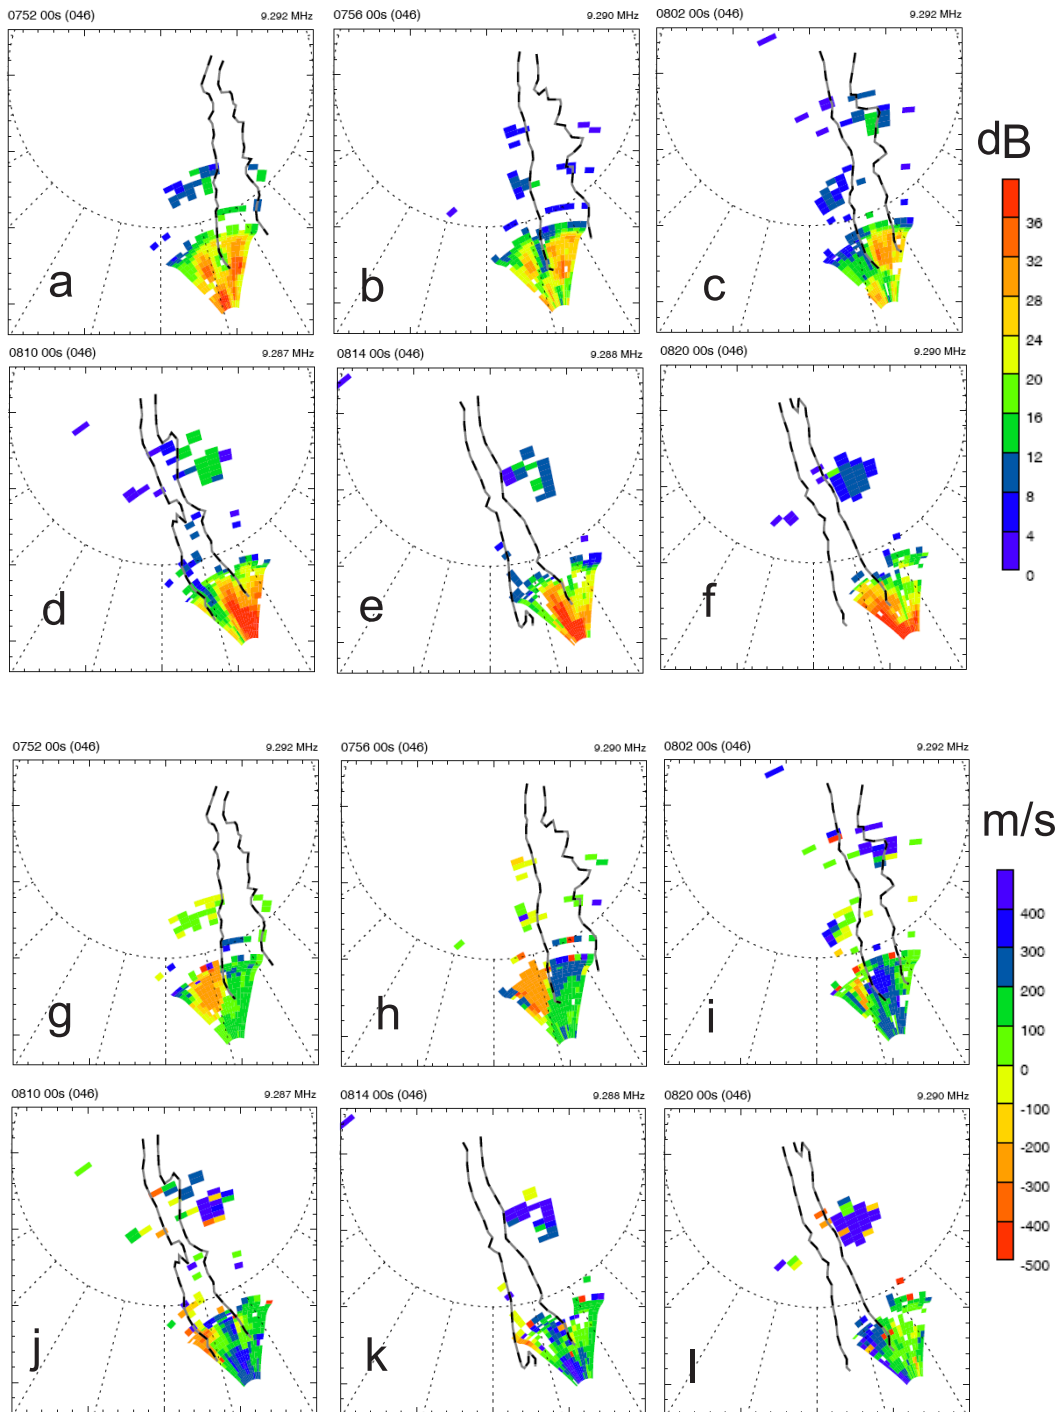 0752 00s (046) 9.292 MHz
0756 00s (046) 9.290 MHz
0802 00s (046) 9.292 MHz
a
b
c
dB
36
32
28
24
20
16
12
8
4
0
0810 00s (046) 9.287 MHz
0814 00s (046) 9.288 MHz
0820 00s (046) 9.290 MHz
d
e
f
0752 00s (046) 9.292 MHz
0756 00s (046) 9.290 MHz
0802 00s (046) 9.292 MHz
g
h
i
m/s
400
300
200
100
0
-100
-200
-300
-400
-500
0810 00s (046) 9.287 MHz
0814 00s (046) 9.288 MHz
0820 00s (046) 9.290 MHz
j
k
l